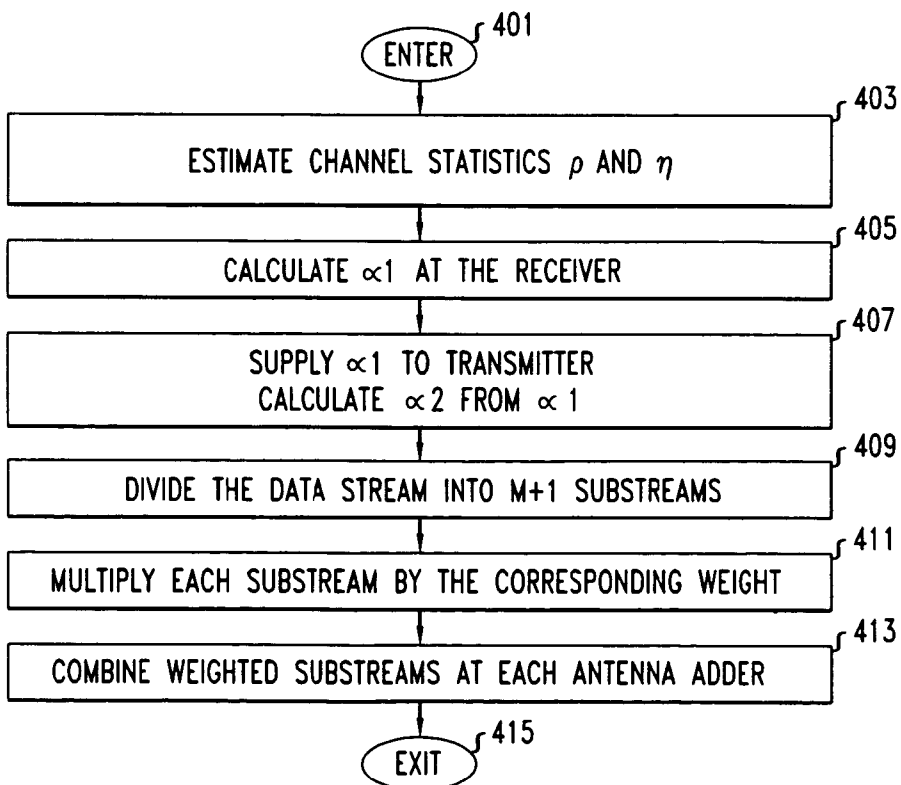 401
ENTER
403
ESTIMATE CHANNEL STATISTICS ρ AND η
405
CALCULATE ∝1 AT THE RECEIVER
407
SUPPLY ∝1 TO TRANSMITTER
CALCULATE ∝2 FROM ∝ 1
409
DIVIDE THE DATA STREAM INTO M+1 SUBSTREAMS
411
MULTIPLY EACH SUBSTREAM BY THE CORRESPONDING WEIGHT
413
COMBINE WEIGHTED SUBSTREAMS AT EACH ANTENNA ADDER
415
EXIT